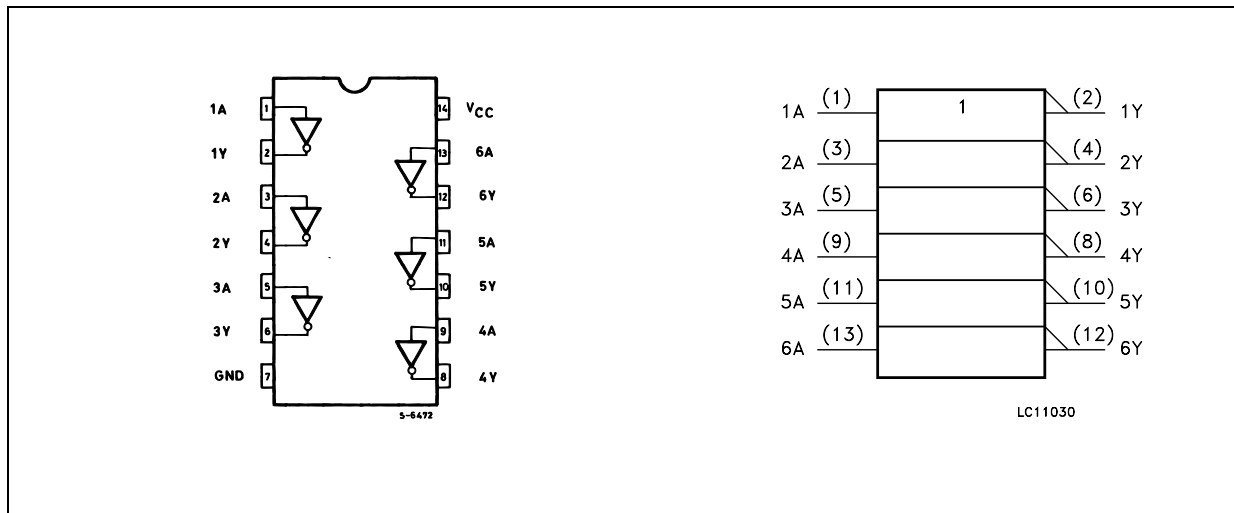 1A 1 14 VCC
1Y 2 13 6A
2A 3 12 6Y
2Y 4 11 5A
3A 5 10 5Y
3Y 6 9 4A
GND 7 8 4Y
S-6472
1A (1) 1 (2) 1Y
2A (3) (4) 2Y
3A (5) (6) 3Y
4A (9) (8) 4Y
5A (11) (10) 5Y
6A (13) (12) 6Y
LC11030